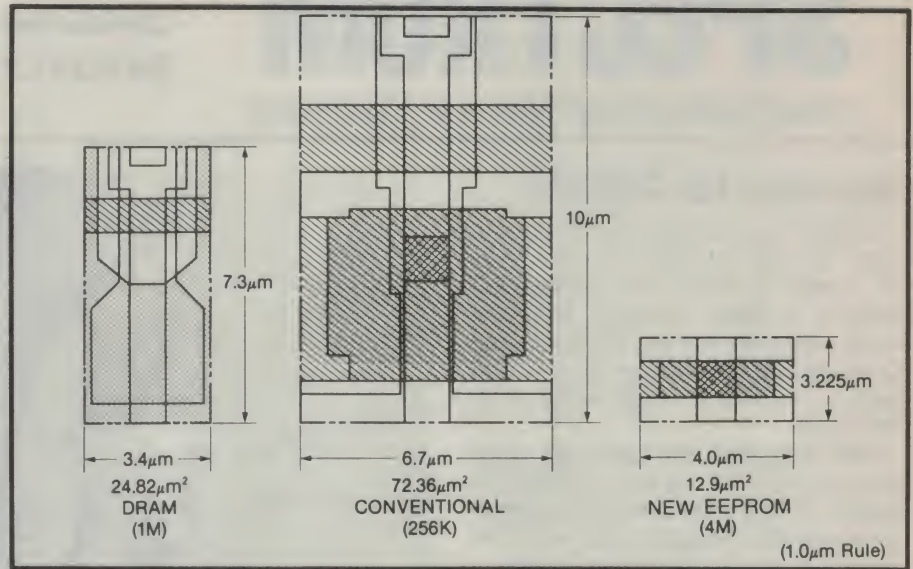 10μm
7.3μm
3.225μm
3.4μm
24.82μm²
DRAM
(1M)
6.7μm
72.36μm²
CONVENTIONAL
(256K)
4.0μm
12.9μm²
NEW EEPROM
(4M)
(1.0μm Rule)